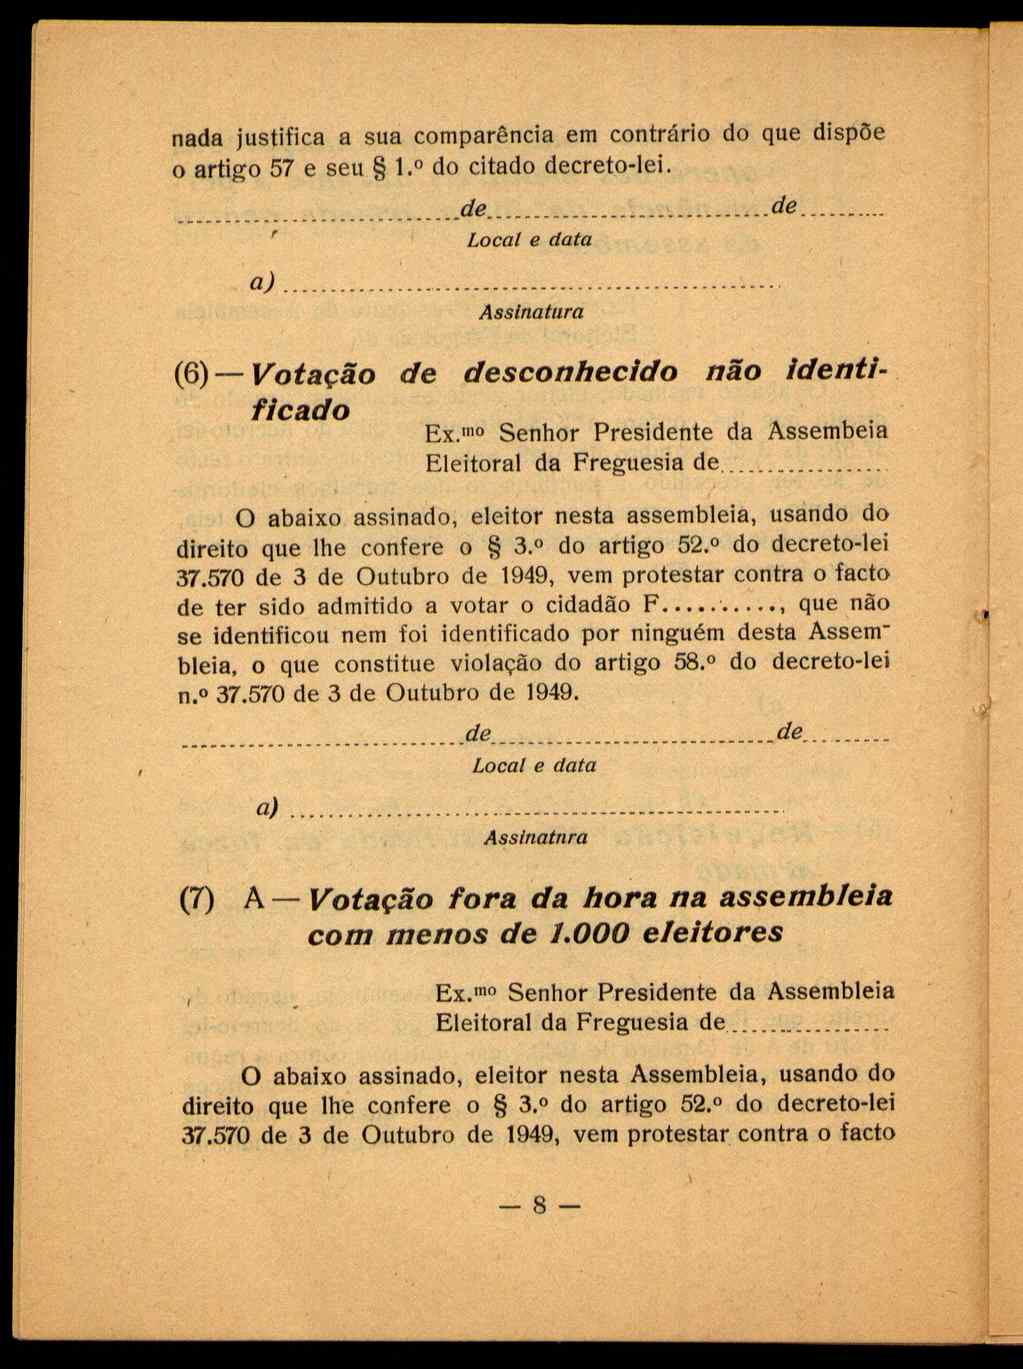 nada justifica a sua comparência em contrário do que dispõe
o artigo 57 e seu § 1.º do citado decreto-lei.
..............................de..............................de..........
Local e data
a) ..................................................
Assinatura
(6) — Votação de desconhecido não identi-
ficado
Ex.mo Senhor Presidente da Assembeia
Eleitoral da Freguesia de..................
O abaixo assinado, eleitor nesta assembleia, usando do
direito que lhe confere o § 3.º do artigo 52.º do decreto-lei
37.570 de 3 de Outubro de 1949, vem protestar contra o facto
de ter sido admitido a votar o cidadão F..........., que não
se identificou nem foi identificado por ninguém desta Assem-
bleia, o que constitue violação do artigo 58.º do decreto-lei
n.º 37.570 de 3 de Outubro de 1949.
..............................de..............................de..........
Local e data
a) ..................................................
Assinatnra
(7) A — Votação fora da hora na assembleia
com menos de 1.000 eleitores
Ex.mo Senhor Presidente da Assembleia
Eleitoral da Freguesia de..................
O abaixo assinado, eleitor nesta Assembleia, usando do
direito que lhe confere o § 3.º do artigo 52.º do decreto-lei
37.570 de 3 de Outubro de 1949, vem protestar contra o facto
— 8 —